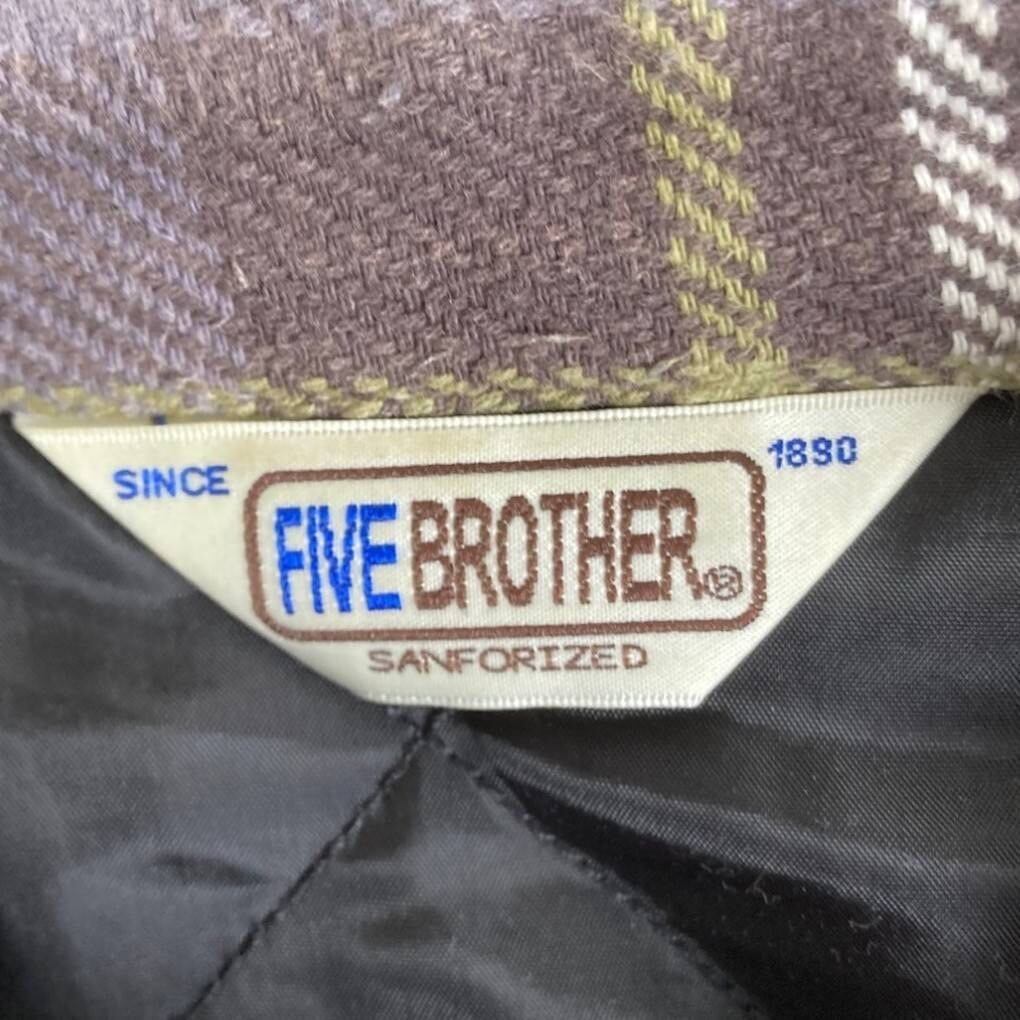 SINCE 1890
FIVE BROTHER®
SANFORIZED